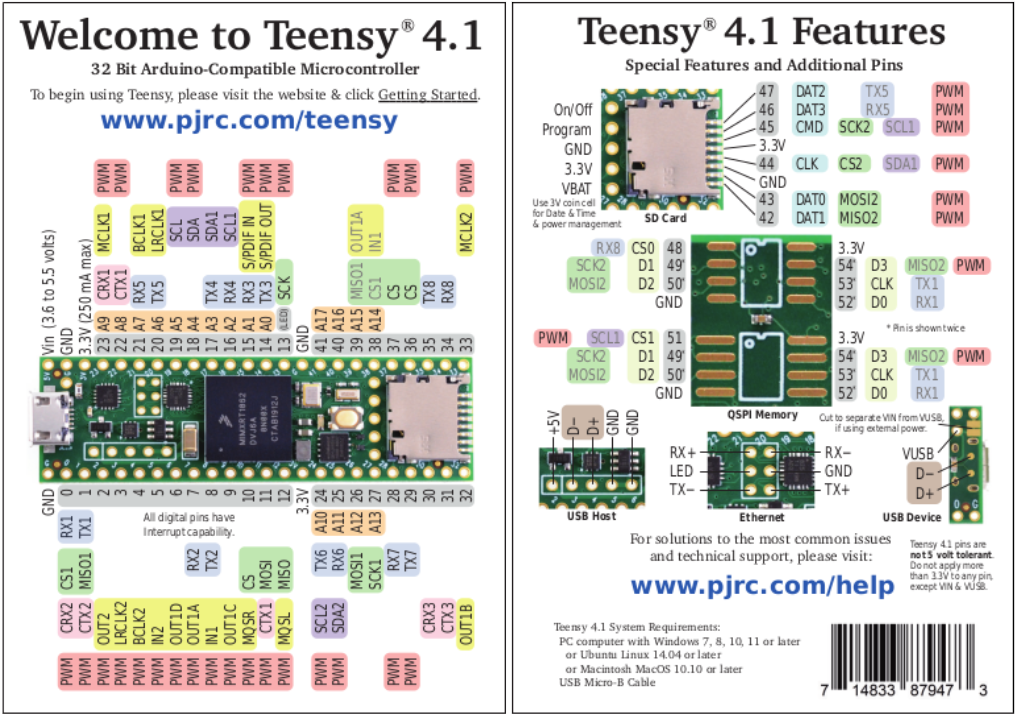 Welcome to Teensy® 4.1
32 Bit Arduino-Compatible Microcontroller
To begin using Teensy, please visit the website & click Getting Started.
www.pjrc.com/teensy
PWM PWM PWM PWM PWM PWM PWM PWM PWM PWM
MCLK1 BCLK1 LRCLK1 SCL SDA SDA1 SCL1 S/PDIF IN S/PDIF OUT OUT1A IN1 MCLK2
CRX1 CTX1 RX5 TX5 TX4 RX4 RX3 TX3 SCK MISO1 CS1 CS CS TX8 RX8
A9 A8 A7 A6 A5 A4 A3 A2 A1 A0 (LED) A17 A16 A15 A14
Vin (3.6 to 5.5 volts) GND 3.3V (250 mA max) 23 22 21 20 19 18 17 16 15 14 13 GND 41 40 39 38 37 36 35 34 33
MIMXRT1062
DVJ6A
CTAB1912J
GND 0 1 2 3 4 5 6 7 8 9 10 11 12 3.3V 24 25 26 27 28 29 30 31 32
RX1 TX1 A10 A11 A12 A13
All digital pins have
Interrupt capability.
RX2 TX2 TX6 RX6 MOSI1 SCK1 RX7 TX7
CS1 MISO1 CS MOSI MISO
CRX2 CTX2 OUT2 LRCLK2 BCLK2 IN2 OUT1D OUT1A IN1 OUT1C MQSR CTX1 MQSL SCL2 SDA2 CRX3 CTX3 OUT1B
PWM PWM PWM PWM PWM PWM PWM PWM PWM PWM PWM PWM PWM PWM PWM PWM PWM
Teensy® 4.1 Features
Special Features and Additional Pins
On/Off
Program
GND
3.3V
VBAT
Use 3V coin cell
for Date & Time
& power management
SD Card
47 DAT2 TX5 PWM
46 DAT3 RX5 PWM
45 CMD SCK2 SCL1 PWM
3.3V
44 CLK CS2 SDA1 PWM
GND
43 DAT0 MOSI2 PWM
42 DAT1 MISO2 PWM
RX8 CS0 48 3.3V
SCK2 D1 49* 54* D3 MISO2 PWM
MOSI2 D2 50* 53* CLK TX1
GND 52* D0 RX1
* Pin is shown twice
PWM SCL1 CS1 51 3.3V
SCK2 D1 49* 54* D3 MISO2 PWM
MOSI2 D2 50* 53* CLK TX1
GND 52* D0 RX1
QSPI Memory
+5V D- D+ GND GND
USB Host
RX+ RX-
LED GND
TX- TX+
Ethernet
Cut to separate VIN from VUSB,
if using external power.
VUSB
D-
D+
USB Device
For solutions to the most common issues
and technical support, please visit:
www.pjrc.com/help
Teensy 4.1 pins are
not 5 volt tolerant.
Do not apply more
than 3.3V to any pin,
except VIN & VUSB.
Teensy 4.1 System Requirements:
PC computer with Windows 7, 8, 10, 11 or later
or Ubuntu Linux 14.04 or later
or Macintosh MacOS 10.10 or later
USB Micro-B Cable
7 14833 87947 3